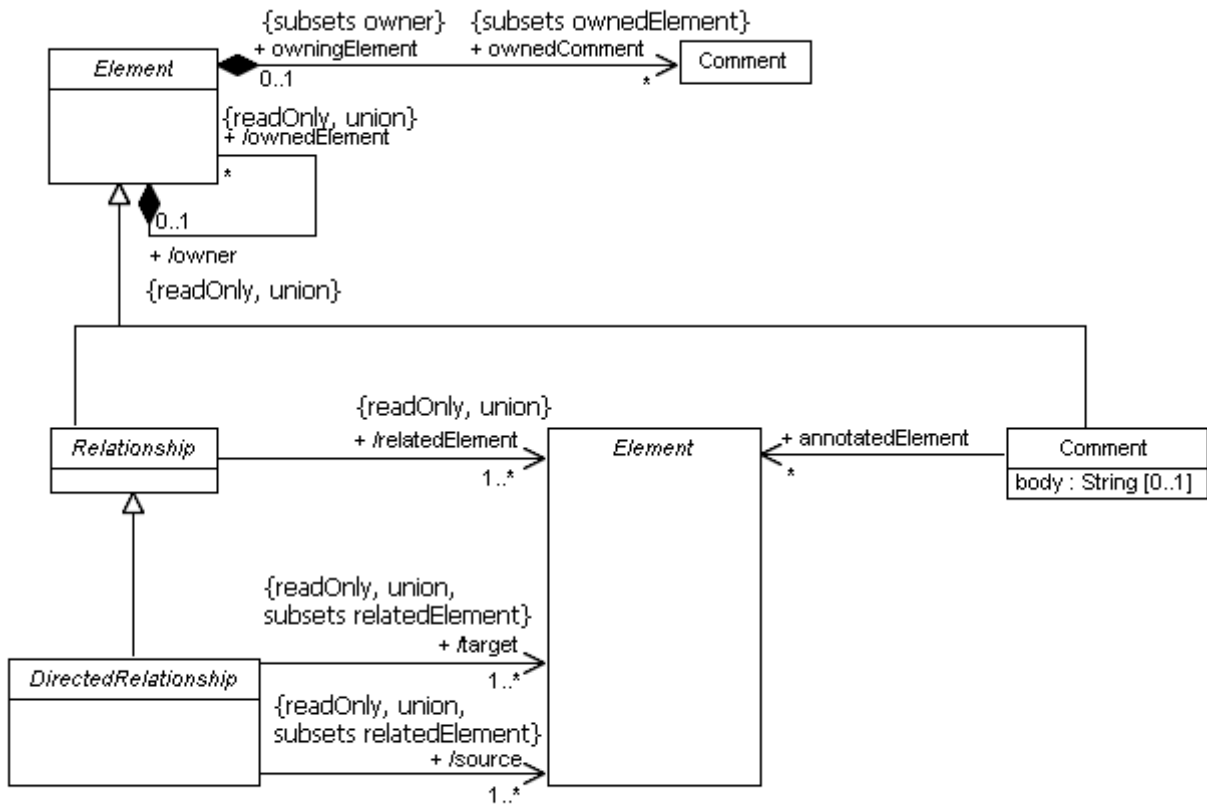 {subsets owner} {subsets ownedElement}
Element
+ owningElement + ownedComment
0..1 *
Comment
{readOnly, union}
+ /ownedElement
*
0..1
+ /owner
{readOnly, union}
{readOnly, union}
Relationship
+ /relatedElement
1..*
Element
+ annotatedElement
*
Comment
body : String [0..1]
{readOnly, union,
subsets relatedElement}
+ /target
1..*
DirectedRelationship
{readOnly, union,
subsets relatedElement}
+ /source
1..*